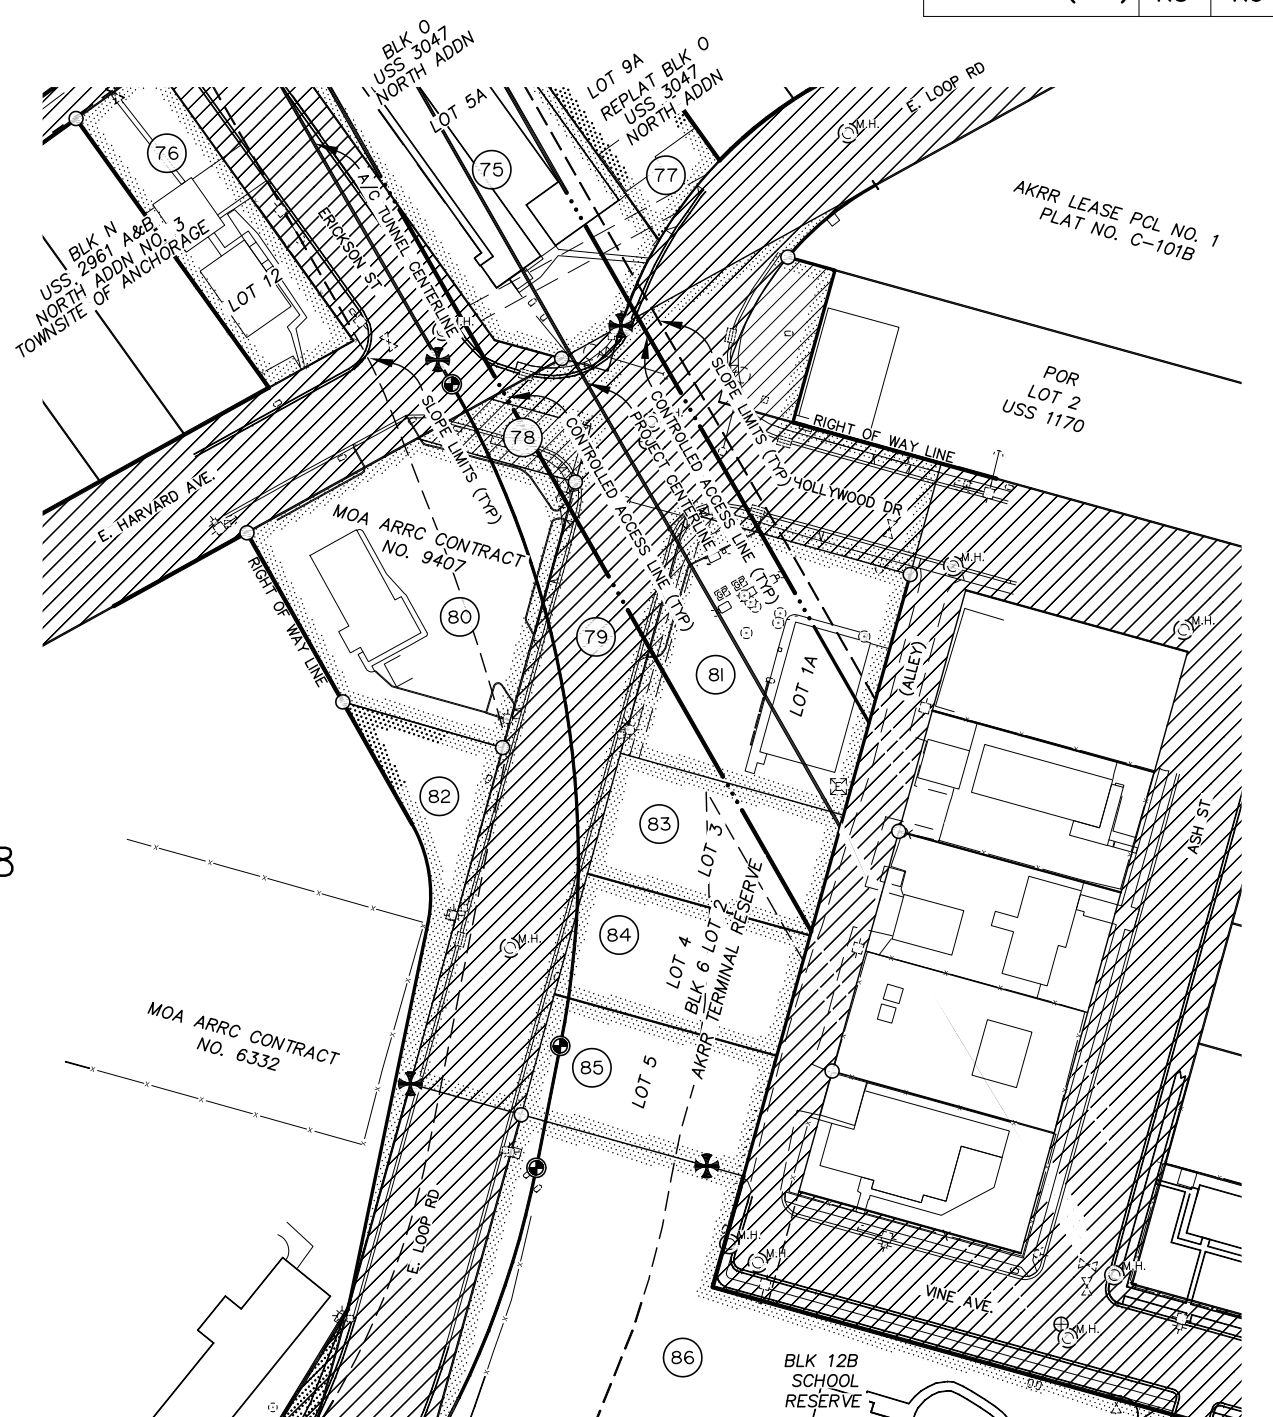 BLK O
USS 3047
NORTH ADDN
LOT 5A
LOT 9A
REPLAT BLK O
USS 3047
NORTH ADDN
E. LOOP RD
M.H.
76
75
77
AKRR LEASE PCL NO. 1
PLAT NO. C-101B
BLK N
USS 2961 A&B
NORTH ADDN NO. 3
TOWNSITE OF ANCHORAGE
LOT 12
ERICKSON ST
A/C TUNNEL CENTERLINE
SLOPE LIMITS (TYP)
CONTROLLED ACCESS LINE (TYP)
PROJECT CENTERLINE
CONTROLLED ACCESS LINE (TYP)
SLOPE LIMITS (TYP)
POR
LOT 2
USS 1170
RIGHT OF WAY LINE
HOLLYWOOD DR
78
E. HARVARD AVE.
MOA ARRC CONTRACT
NO. 9407
RIGHT OF WAY LINE
80
79
81
LOT 1A
(ALLEY)
M.H.
M.H.
82
83
LOT 3
ASH ST
B
84
LOT 4
BLK 6 LOT 2
AKRR TERMINAL RESERVE
M.H.
MOA ARRC CONTRACT
NO. 6332
85
LOT 5
E. LOOP RD
M.H.
M.H.
M.H.
VINE AVE.
M.H.
86
BLK 12B
SCHOOL
RESERVE